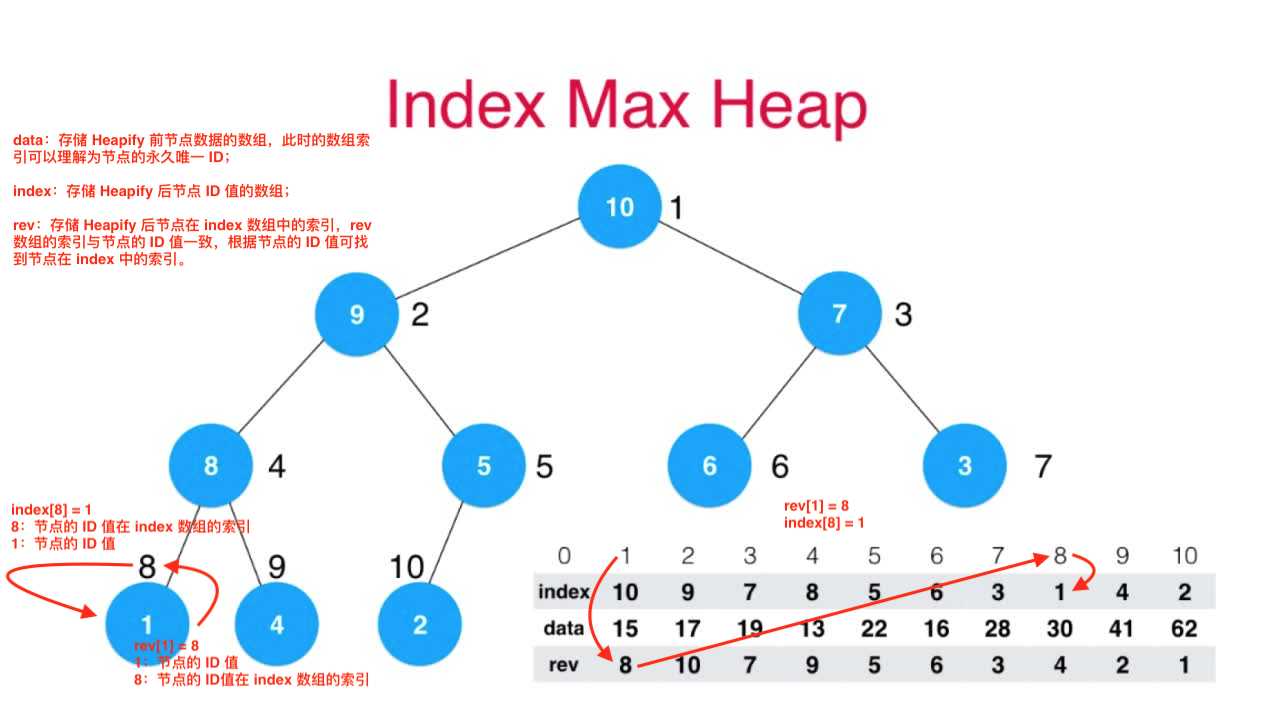 Index Max Heap
data：存储 Heapify 前节点数据的数组，此时的数组索
引可以理解为节点的永久唯一 ID；
index：存储 Heapify 后节点 ID 值的数组；
rev：存储 Heapify 后节点在 index 数组中的索引，rev
数组的索引与节点的 ID 值一致，根据节点的 ID 值可找
到节点在 index 中的索引。
10 1
9 2
7 3
8 4
5 5
6 6
3 7
index[8] = 1
8：节点的 ID 值在 index 数组的索引
1：节点的 ID 值
8 9 10
1 4 2
rev[1] = 8
1：节点的 ID 值
8：节点的 ID值在 index 数组的索引
rev[1] = 8
index[8] = 1
0 1 2 3 4 5 6 7 8 9 10
index 10 9 7 8 5 6 3 1 4 2
data 15 17 19 13 22 16 28 30 41 62
rev 8 10 7 9 5 6 3 4 2 1